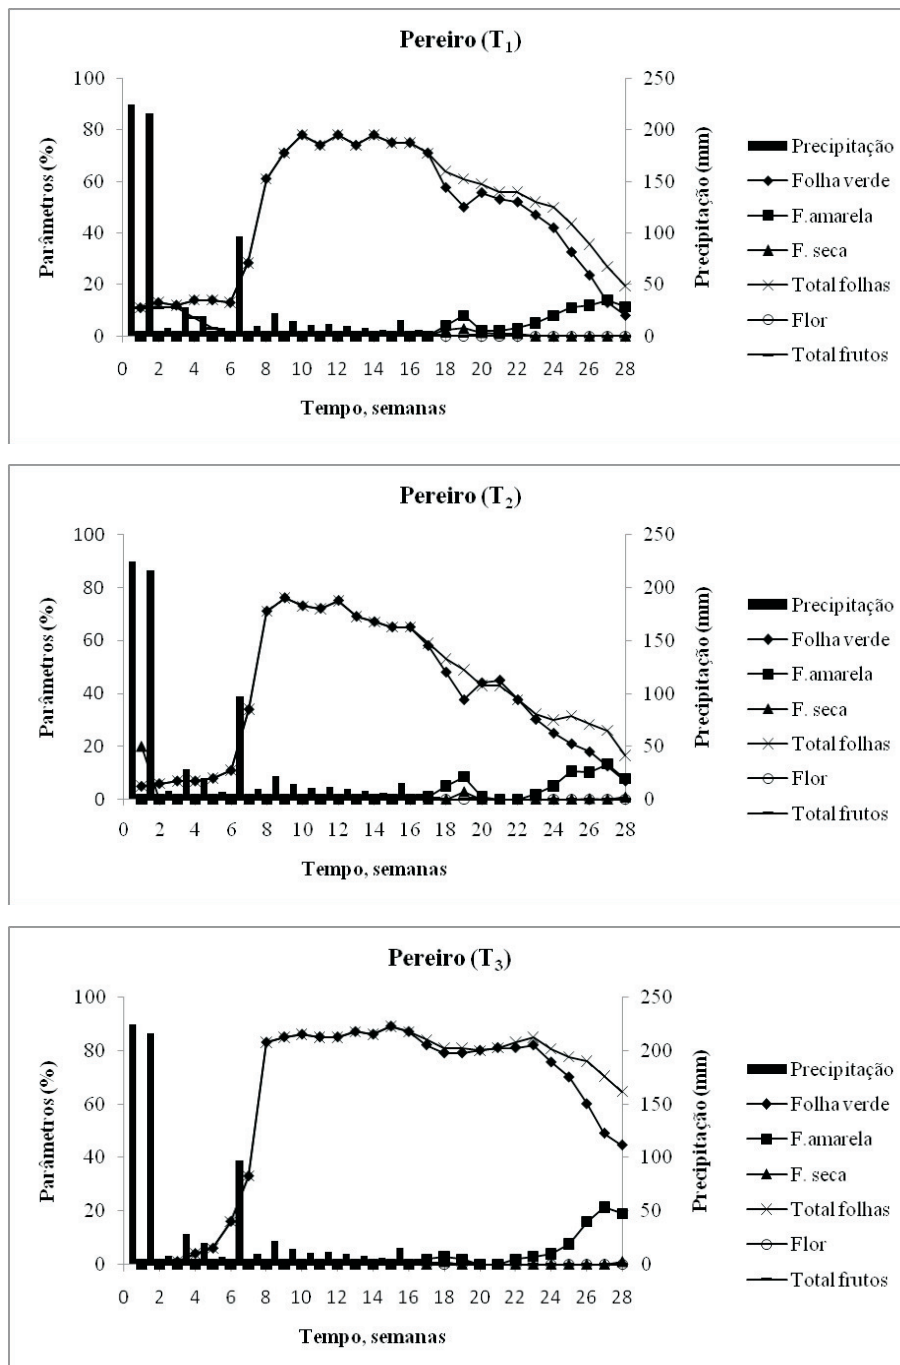 Pereiro (T₁)
100
80
60
40
20
0
Parâmetros (%)
250
200
150
100
50
0
Precipitação (mm)
0 2 4 6 8 10 12 14 16 18 20 22 24 26 28
Tempo, semanas
Precipitação
Folha verde
F.amarela
F. seca
Total folhas
Flor
Total frutos
Pereiro (T₂)
100
80
60
40
20
0
Parâmetros (%)
250
200
150
100
50
0
Precipitação (mm)
0 2 4 6 8 10 12 14 16 18 20 22 24 26 28
Tempo, semanas
Precipitação
Folha verde
F.amarela
F. seca
Total folhas
Flor
Total frutos
Pereiro (T₃)
100
80
60
40
20
0
Parâmetros (%)
250
200
150
100
50
0
Precipitação (mm)
0 2 4 6 8 10 12 14 16 18 20 22 24 26 28
Tempo, semanas
Precipitação
Folha verde
F.amarela
F. seca
Total folhas
Flor
Total frutos